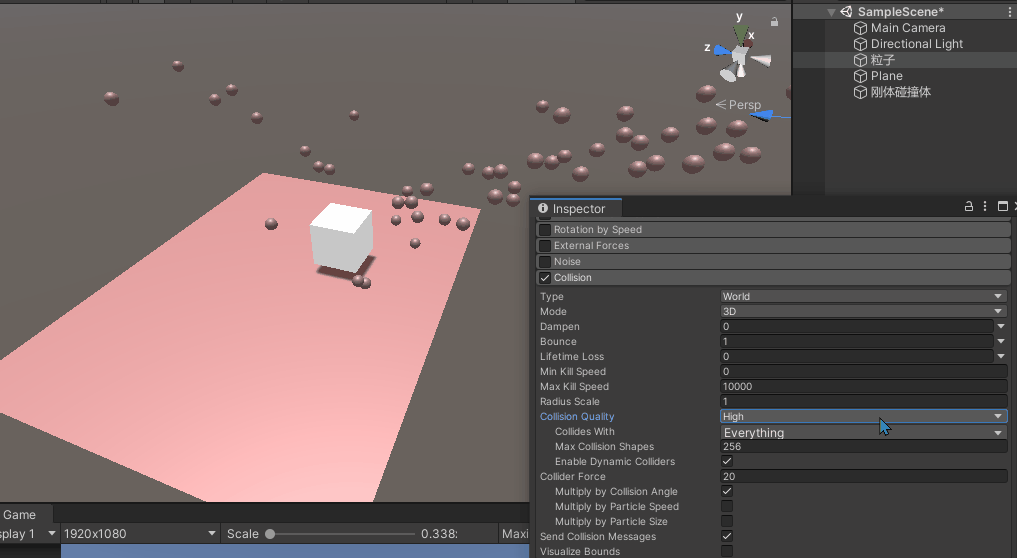 SampleScene*
Main Camera
Directional Light
粒子
Plane
刚体碰撞体
y
x
z
Persp
Inspector
Rotation by Speed
External Forces
Noise
Collision
Type World
Mode 3D
Dampen 0
Bounce 1
Lifetime Loss 0
Min Kill Speed 0
Max Kill Speed 10000
Radius Scale 1
Collision Quality High
Collides With Everything
Max Collision Shapes 256
Enable Dynamic Colliders
Collider Force 20
Multiply by Collision Angle
Multiply by Particle Speed
Multiply by Particle Size
Send Collision Messages
Visualize Bounds
Game
splay 1 1920x1080 Scale 0.338: Maxi